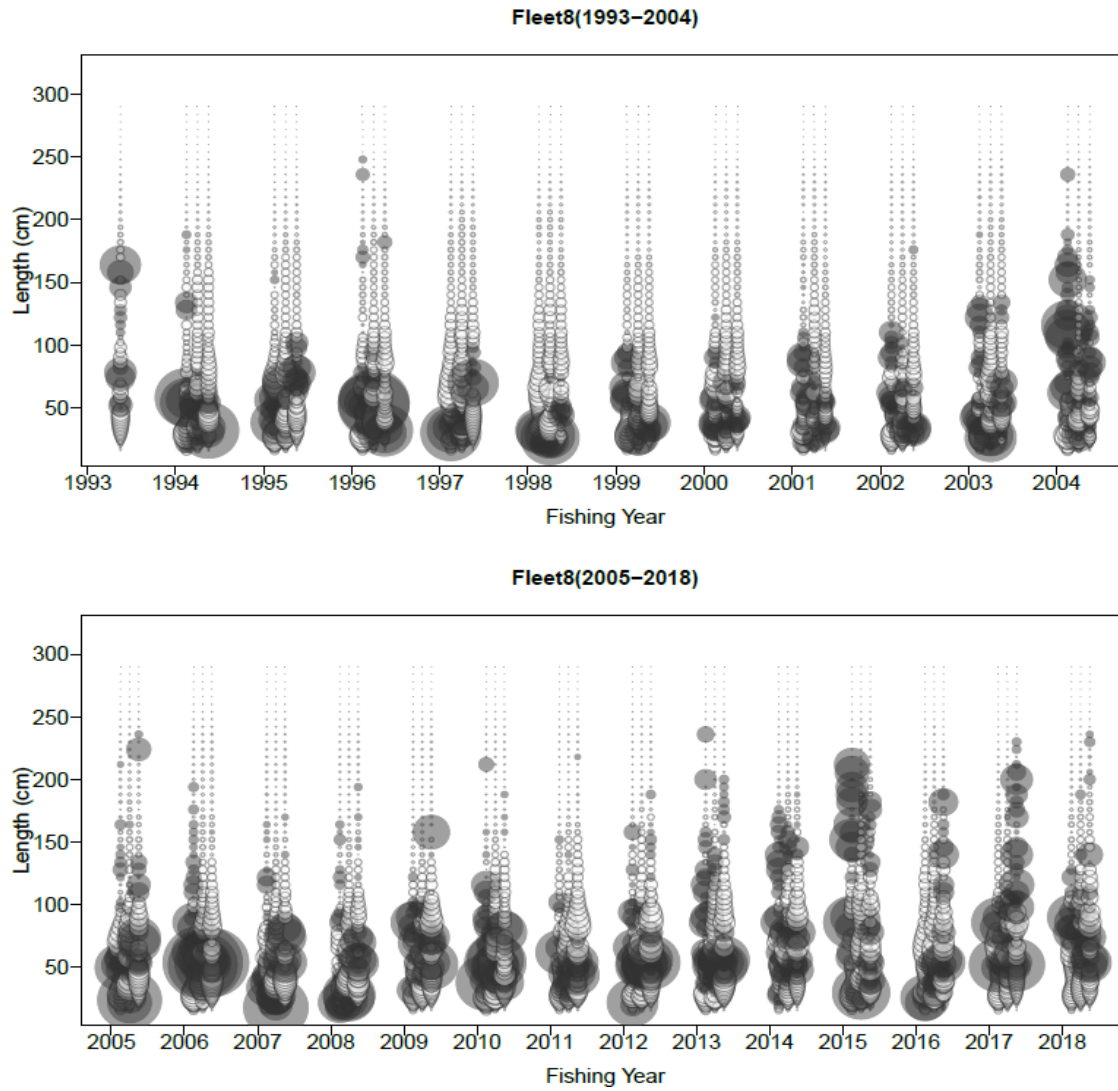 Fleet8(1993−2004)
300
250
200
150
100
50
Length (cm)
1993 1994 1995 1996 1997 1998 1999 2000 2001 2002 2003 2004
Fishing Year
Fleet8(2005−2018)
300
250
200
150
100
50
Length (cm)
2005 2006 2007 2008 2009 2010 2011 2012 2013 2014 2015 2016 2017 2018
Fishing Year